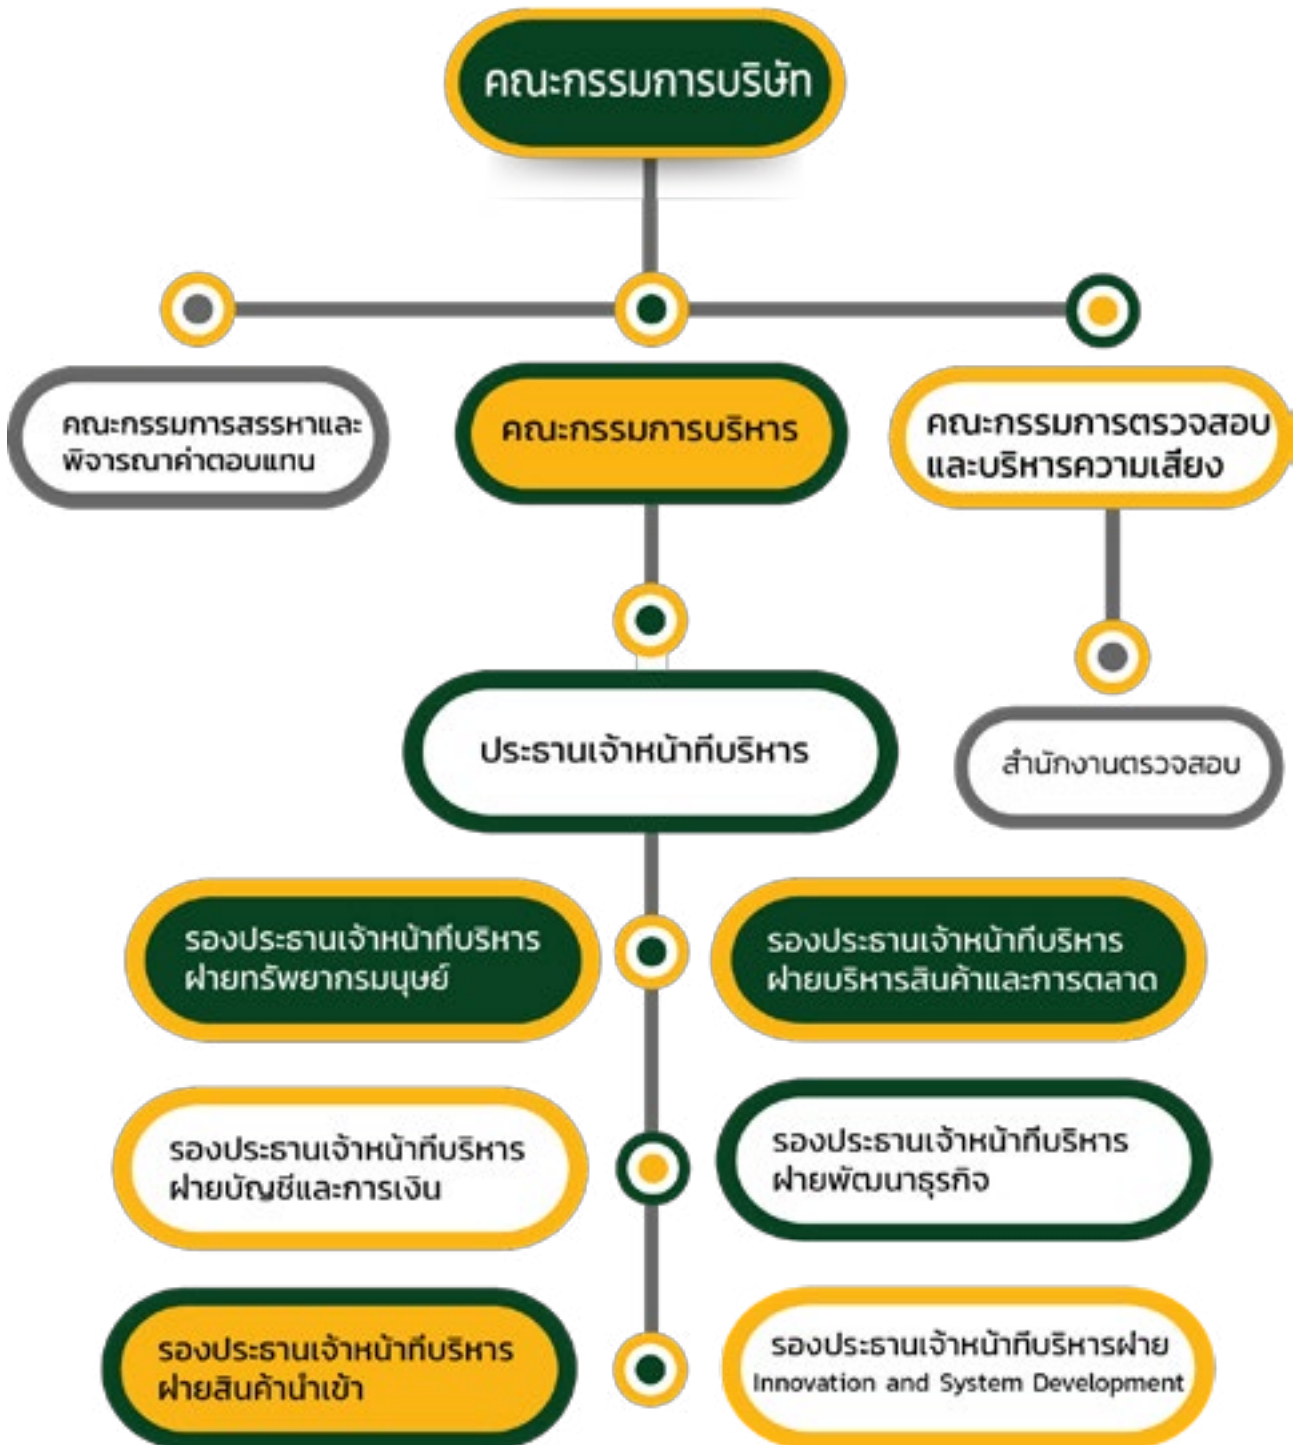 คณะกรรมการบริษัท
คณะกรรมการสรรหาและ
พิจารณาค่าตอบแทน
คณะกรรมการบริหาร
คณะกรรมการตรวจสอบ
และบริหารความเสี่ยง
ประธานเจ้าหน้าที่บริหาร
สำนักงานตรวจสอบ
รองประธานเจ้าหน้าที่บริหาร
ฝ่ายทรัพยากรมนุษย์
รองประธานเจ้าหน้าที่บริหาร
ฝ่ายบริหารสินค้าและการตลาด
รองประธานเจ้าหน้าที่บริหาร
ฝ่ายบัญชีและการเงิน
รองประธานเจ้าหน้าที่บริหาร
ฝ่ายพัฒนาธุรกิจ
รองประธานเจ้าหน้าที่บริหาร
ฝ่ายสินค้านำเข้า
รองประธานเจ้าหน้าที่บริหารฝ่าย
Innovation and System Development